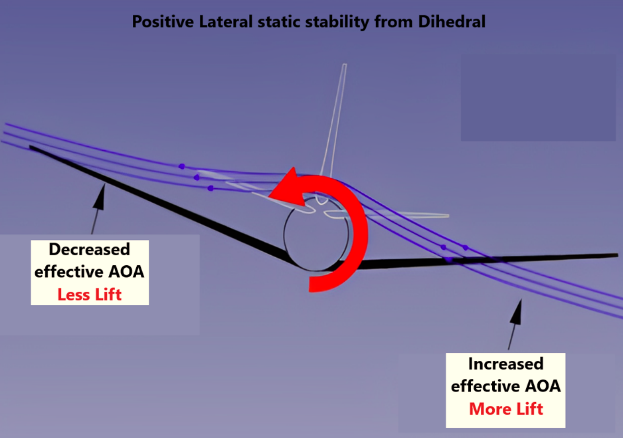 Positive Lateral static stability from Dihedral
Decreased
effective AOA
Less Lift
Increased
effective AOA
More Lift